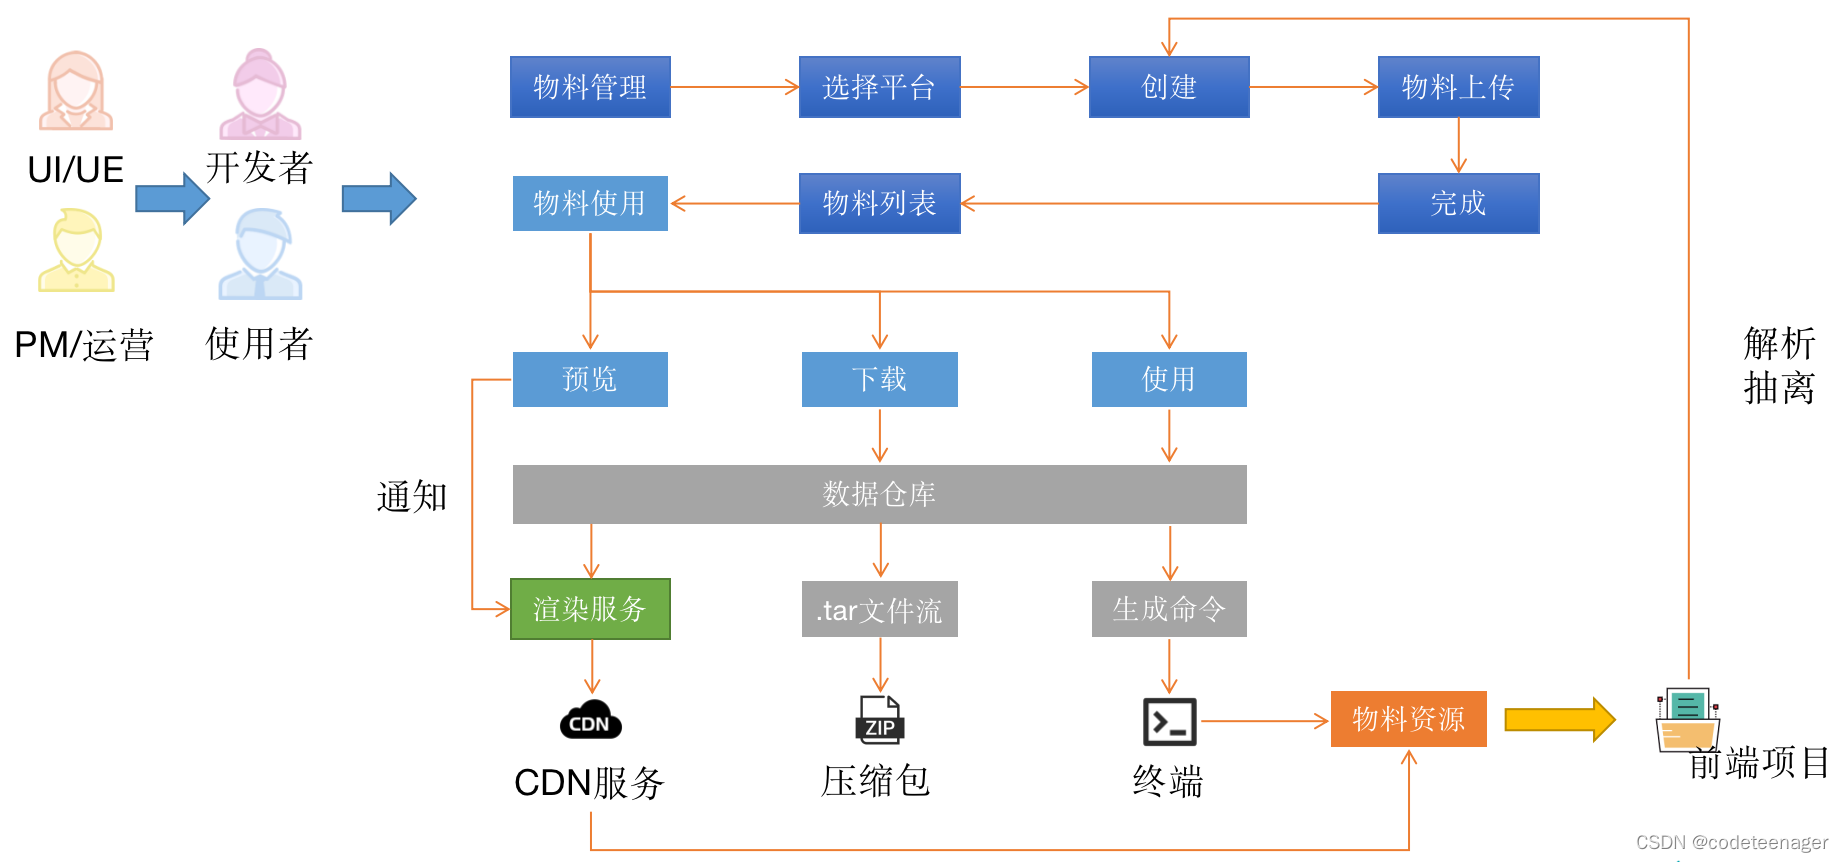 物料管理
选择平台
创建
物料上传
UI/UE
开发者
物料使用
物料列表
完成
PM/运营
使用者
解析
抽离
预览
下载
使用
通知
数据仓库
渲染服务
.tar文件流
生成命令
CDN
ZIP
物料资源
前端项目
CDN服务
压缩包
终端
CSDN @codeteenager